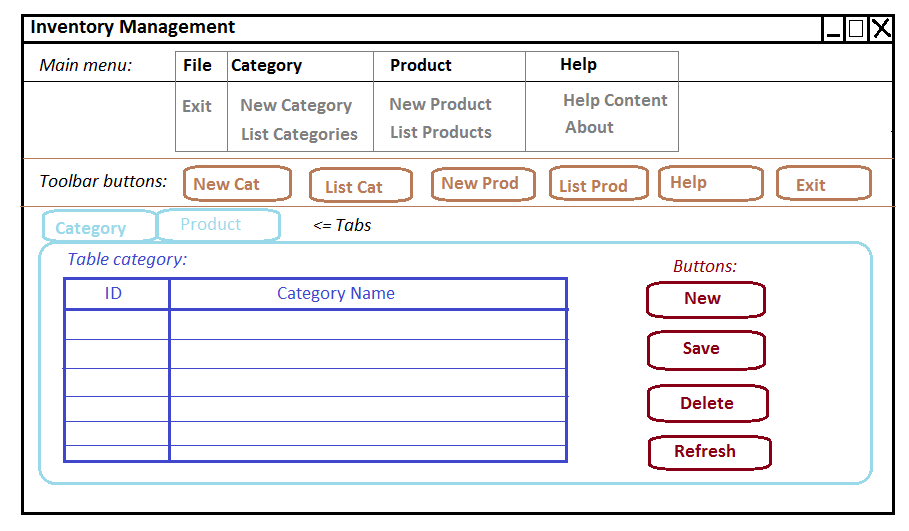 Inventory Management
Main menu: File Category Product Help
Exit New Category New Product Help Content
List Categories List Products About
Toolbar buttons: New Cat List Cat New Prod List Prod Help Exit
Category Product <= Tabs
Table category: Buttons:
ID Category Name New
Save
Delete
Refresh